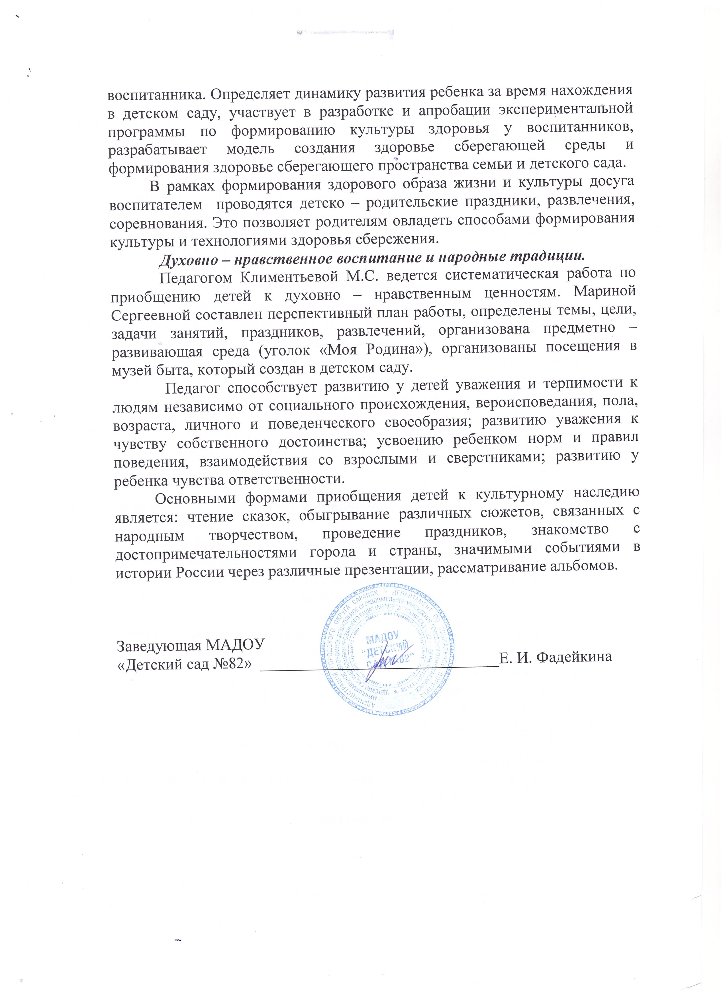 воспитанника. Определяет динамику развития ребенка за время нахождения
в детском саду, участвует в разработке и апробации экспериментальной
программы по формированию культуры здоровья у воспитанников,
разрабатывает модель создания здоровье сберегающей среды и
формирования здоровье сберегающего пространства семьи и детского сада.
В рамках формирования здорового образа жизни и культуры досуга
воспитателем проводятся детско – родительские праздники, развлечения,
соревнования. Это позволяет родителям овладеть способами формирования
культуры и технологиями здоровья сбережения.
Духовно – нравственное воспитание и народные традиции.
Педагогом Климентьевой М.С. ведется систематическая работа по
приобщению детей к духовно – нравственным ценностям. Мариной
Сергеевной составлен перспективный план работы, определены темы, цели,
задачи занятий, праздников, развлечений, организована предметно –
развивающая среда (уголок «Моя Родина»), организованы посещения в
музей быта, который создан в детском саду.
Педагог способствует развитию у детей уважения и терпимости к
людям независимо от социального происхождения, вероисповедания, пола,
возраста, личного и поведенческого своеобразия; развитию уважения к
чувству собственного достоинства; усвоению ребенком норм и правил
поведения, взаимодействия со взрослыми и сверстниками; развитию у
ребенка чувства ответственности.
Основными формами приобщения детей к культурному наследию
является: чтение сказок, обыгрывание различных сюжетов, связанных с
народным творчеством, проведение праздников, знакомство с
достопримечательностями города и страны, значимыми событиями в
истории России через различные презентации, рассматривание альбомов.
Заведующая МАДОУ
«Детский сад №82» Е. И. Фадейкина
АДМИНИСТРАЦИЯ ГОРОДСКОГО ОКРУГА САРАНСК * ДЕПАРТАМЕНТ ПО СОЦИАЛЬНОЙ ПОЛИТИКЕ
МАДОУ
"ДЕТСКИЙ
САД №82"